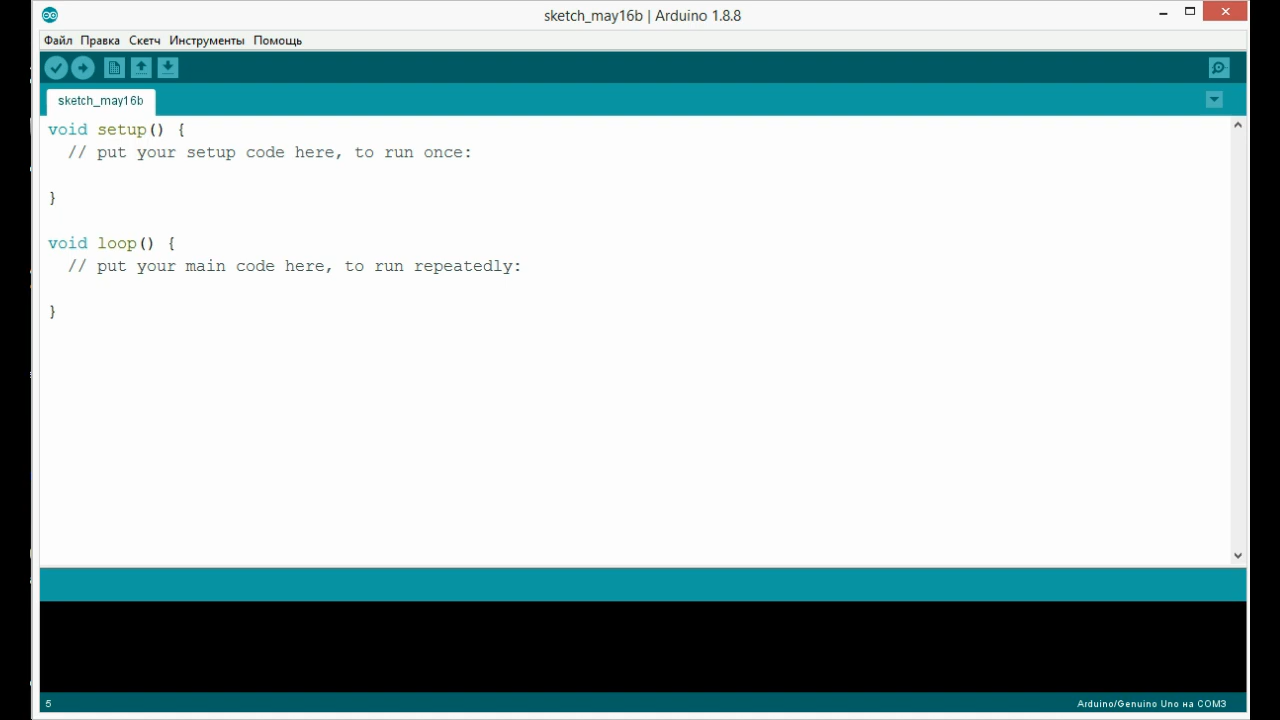 sketch_may16b | Arduino 1.8.8
Файл Правка Скетч Инструменты Помощь
sketch_may16b
void setup() {
  // put your setup code here, to run once:
}
void loop() {
  // put your main code here, to run repeatedly:
}
5
Arduino/Genuino Uno на COM3